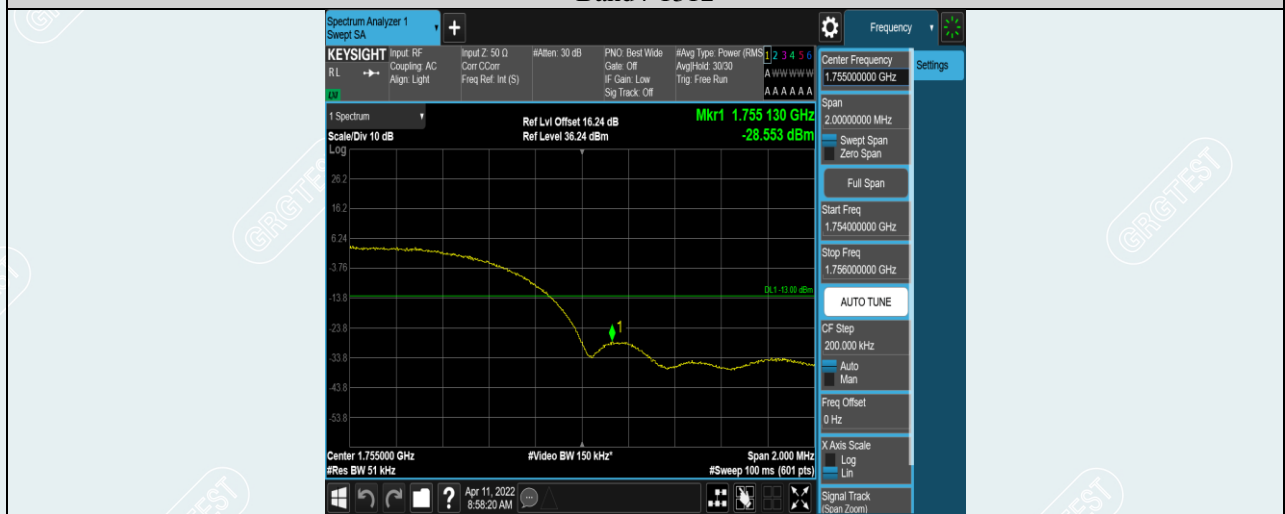 Spectrum Analyzer 1
Swept SA
Frequency
KEYSIGHT
Input: RF
Coupling: AC
Align: Light
Input Z: 50 Ω
Corr CCorr
Freq Ref: Int (S)
#Atten: 30 dB
PNO: Best Wide
Gate: Off
IF Gain: Low
Sig Track: Off
#Avg Type: Power (RMS
Avg|Hold: 30/30
Trig: Free Run
1 2 3 4 5 6
A W W W W W
A A A A A A
R L
Center Frequency
1.755000000 GHz
Settings
Span
2.00000000 MHz
Swept Span
Zero Span
Full Span
Start Freq
1.754000000 GHz
Stop Freq
1.756000000 GHz
AUTO TUNE
CF Step
200.000 kHz
Auto
Man
Freq Offset
0 Hz
X Axis Scale
Log
Lin
Signal Track
(Span Zoom)
1 Spectrum
Scale/Div 10 dB
Log
Ref Lvl Offset 16.24 dB
Ref Level 36.24 dBm
Mkr1 1.755 130 GHz
-28.553 dBm
26.2
16.2
6.24
-3.76
-13.8
-23.8
-33.8
-43.8
-53.8
DL1 -13.00 dBm
1
Center 1.755000 GHz
#Res BW 51 kHz
#Video BW 150 kHz*
Span 2.000 MHz
#Sweep 100 ms (601 pts)
Apr 11, 2022
8:58:20 AM
GRGTEST
GRGTEST
GRGTEST